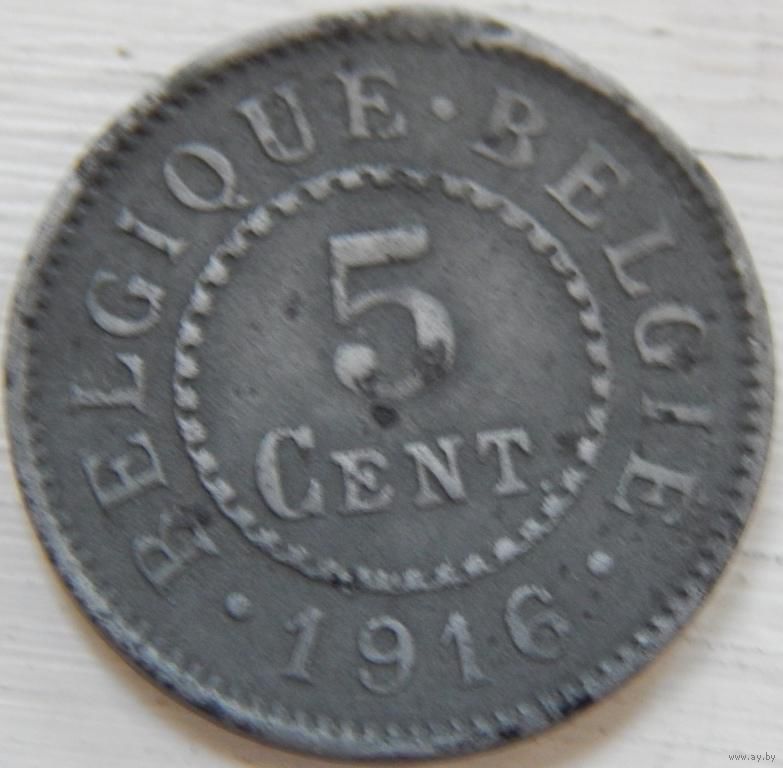 BELGIQUE · BELGIE
5
CENT
· 1916 ·
www.ay.by